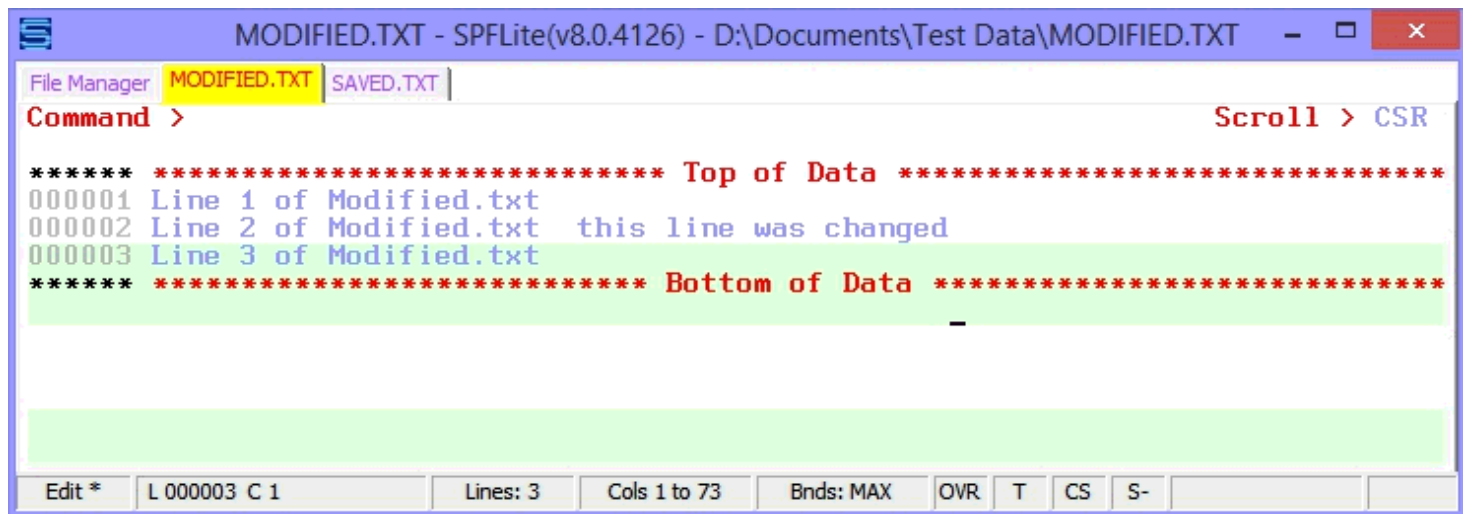 MODIFIED.TXT - SPFLite(v8.0.4126) - D:\Documents\Test Data\MODIFIED.TXT
File Manager MODIFIED.TXT SAVED.TXT
Command > Scroll > CSR
****** ***************************** Top of Data *******************************
000001 Line 1 of Modified.txt
000002 Line 2 of Modified.txt  this line was changed
000003 Line 3 of Modified.txt
****** **************************** Bottom of Data *****************************
Edit * L 000003 C 1 Lines: 3 Cols 1 to 73 Bnds: MAX OVR T CS S-